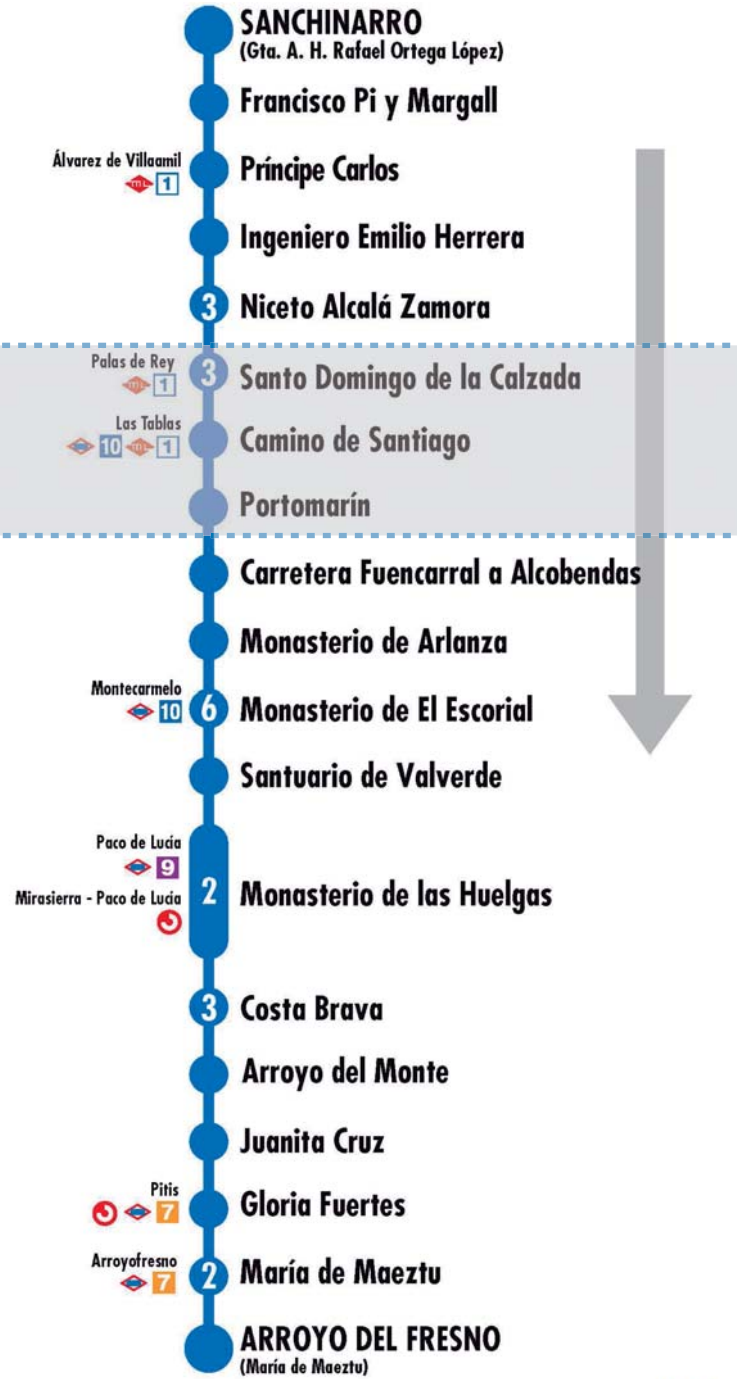 SANCHINARRO
(Gta. A. H. Rafael Ortega López)
Francisco Pi y Margall
Álvarez de Villaamil
ML 1
Príncipe Carlos
Ingeniero Emilio Herrera
3 Niceto Alcalá Zamora
Palas de Rey
ML 1
3 Santo Domingo de la Calzada
Las Tablas
10 ML 1
Camino de Santiago
Portomarín
Carretera Fuencarral a Alcobendas
Monasterio de Arlanza
Montecarmelo
10
6 Monasterio de El Escorial
Santuario de Valverde
Paco de Lucía
9
Mirasierra - Paco de Lucía
2 Monasterio de las Huelgas
3 Costa Brava
Arroyo del Monte
Juanita Cruz
Pitis
7
Gloria Fuertes
Arroyofresno
7
2 María de Maeztu
ARROYO DEL FRESNO
(María de Maeztu)